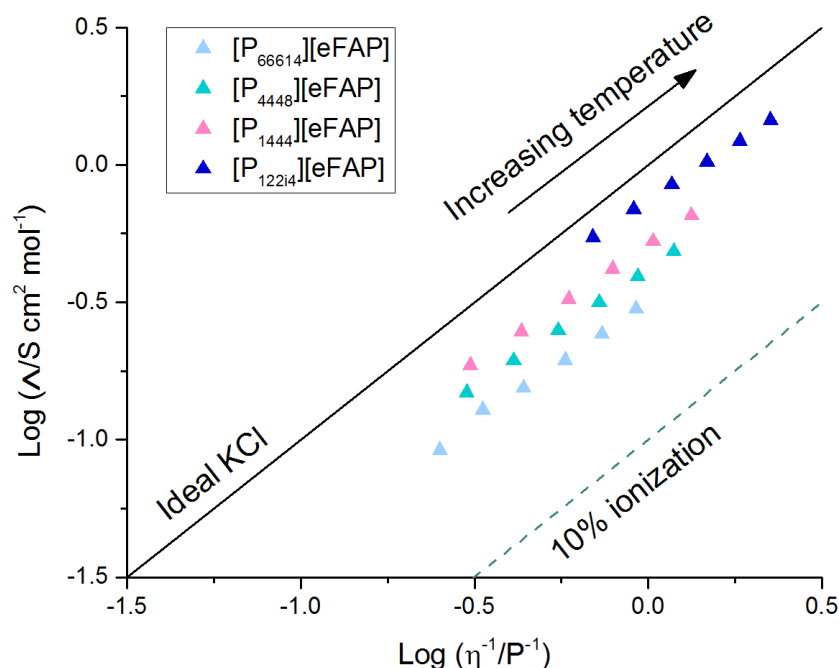 0.5
0.0
-0.5
-1.0
-1.5
Log (Λ/S cm² mol⁻¹)
[P₆₆₆₁₄][eFAP]
[P₄₄₄₈][eFAP]
[P₁₄₄₄][eFAP]
[P₁₂₂ᵢ₄][eFAP]
Increasing temperature
Ideal KCl
10% ionization
-1.5 -1.0 -0.5 0.0 0.5
Log (η⁻¹/P⁻¹)